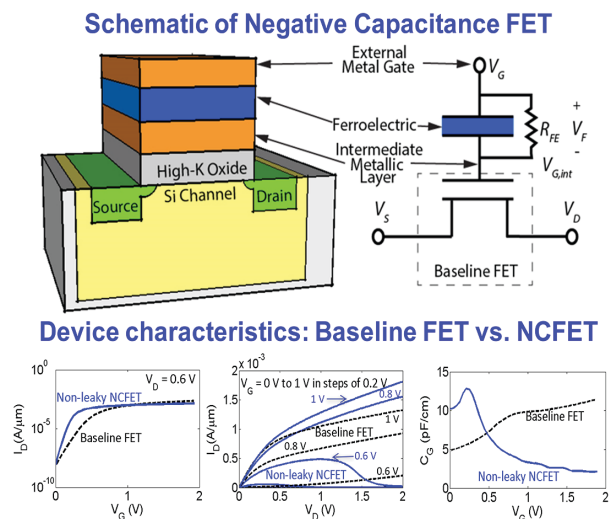 Schematic of Negative Capacitance FET
External
Metal Gate
V_G
Ferroelectric
R_FE
+
V_F
-
Intermediate
Metallic
Layer
V_G,int
High-K Oxide
Source
Si Channel
Drain
V_S
V_D
Baseline FET
Device characteristics: Baseline FET vs. NCFET
I_D(A/μm)
10^0
10^-5
10^-10
V_D = 0.6 V
Non-leaky NCFET
Baseline FET
0
1
2
V_G (V)
I_D(A/μm)
x 10^-3
2
1.5
1
0.5
0
V_G = 0 V to 1 V in steps of 0.2 V
1 V
0.8 V
1 V
Baseline FET
0.8 V
0.6 V
Non-leaky NCFET
0.6 V
0
0.5
1
1.5
2
V_D (V)
C_G (pF/cm)
15
10
5
0
Baseline FET
Non-leaky NCFET
0
0.5
1
1.5
2
V_G (V)